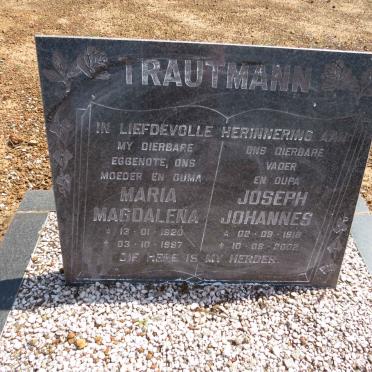 TRAUTMANN
IN LIEFDEVOLLE HERINNERING AAN
MY DIERBARE
EGGENOTE, ONS
MOEDER EN OUMA
MARIA
MAGDALENA
* 13 - 01 - 1920
+ 03 - 10 - 1987
ONS DIERBARE
VADER
EN OUPA
JOSEPH
JOHANNES
* 02 - 09 - 1918
+ 10 - 08 - 2002
DIE HERE IS MY HERDER.